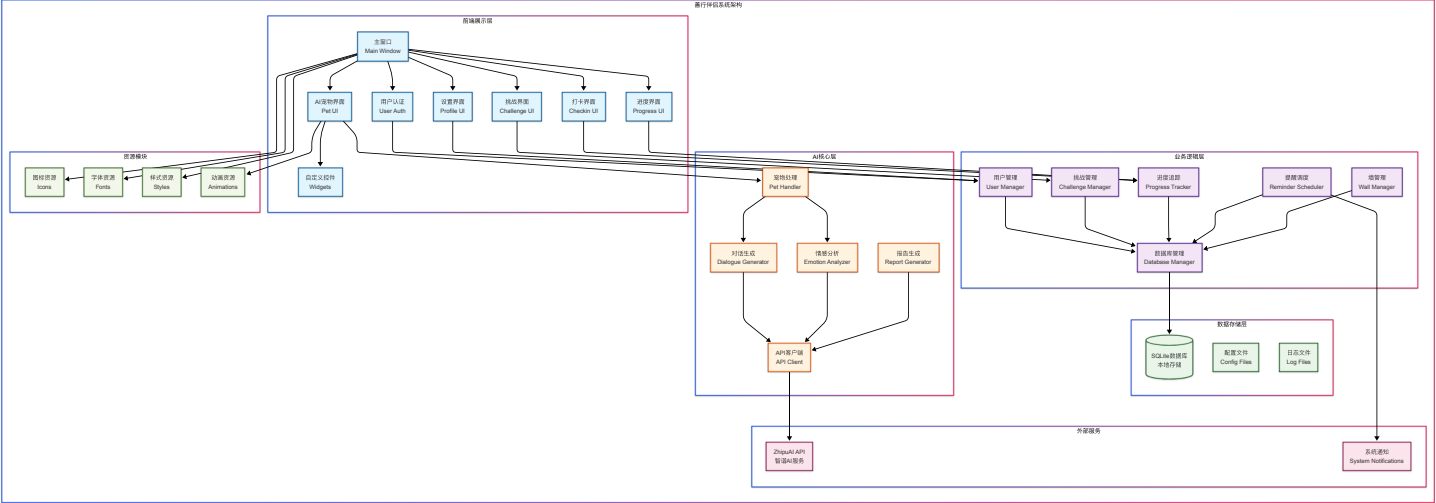 善行伴侣系统架构
前端展示层
主窗口
Main Window
AI宠物界面
Pet UI
用户认证
User Auth
设置界面
Profile UI
挑战界面
Challenge UI
打卡界面
Checkin UI
进度界面
Progress UI
自定义控件
Widgets
资源模块
图标资源
Icons
字体资源
Fonts
样式资源
Styles
动画资源
Animations
AI核心层
宠物处理
Pet Handler
对话生成
Dialogue Generator
情感分析
Emotion Analyzer
报告生成
Report Generator
API客户端
API Client
业务逻辑层
用户管理
User Manager
挑战管理
Challenge Manager
进度追踪
Progress Tracker
提醒调度
Reminder Scheduler
墙管理
Wall Manager
数据库管理
Database Manager
数据存储层
SQLite数据库
本地存储
配置文件
Config Files
日志文件
Log Files
外部服务
ZhipuAI API
智谱AI服务
系统通知
System Notifications